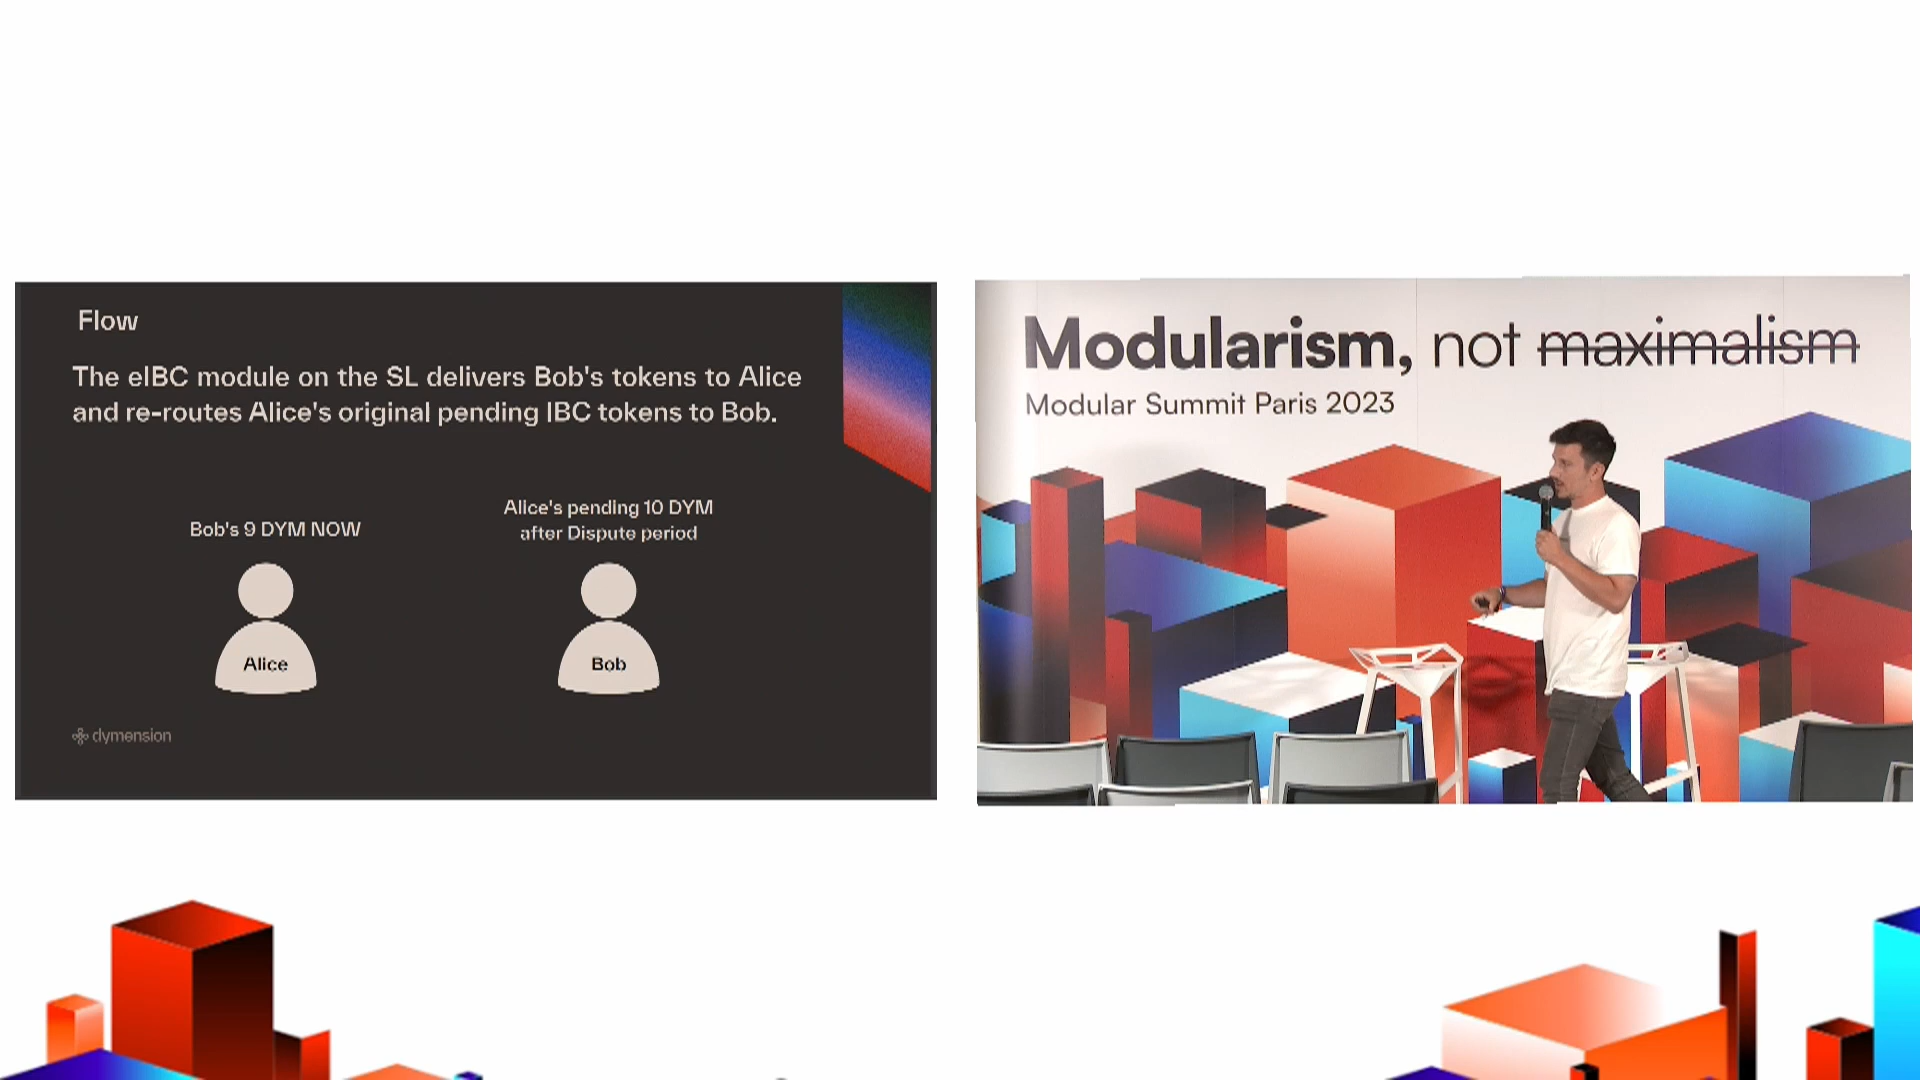 Flow
The eIBC module on the SL delivers Bob's tokens to Alice
and re-routes Alice's original pending IBC tokens to Bob.
Bob's 9 DYM NOW
Alice's pending 10 DYM
after Dispute period
Alice
Bob
dymension
Modularism, not maximalism
Modular Summit Paris 2023